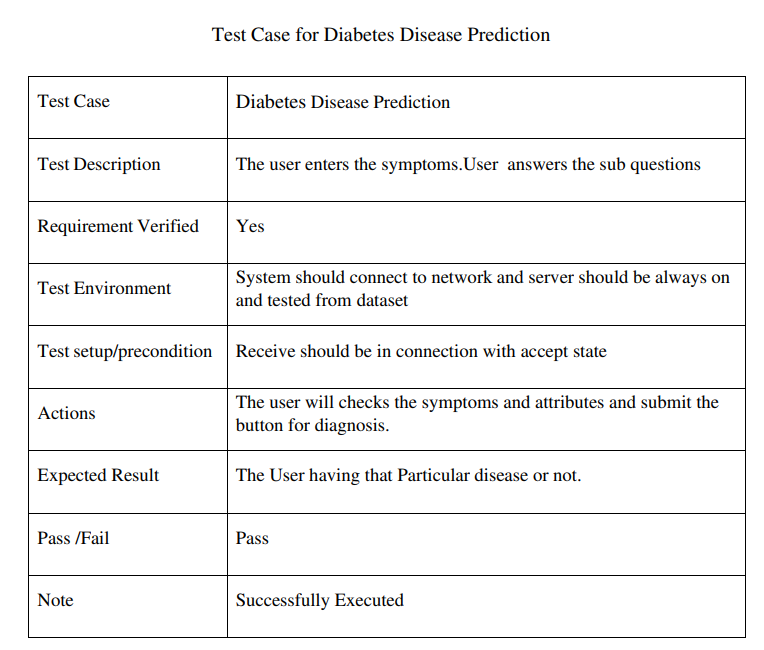 Test Case for Diabetes Disease Prediction
Test Case
Diabetes Disease Prediction
Test Description
The user enters the symptoms.User  answers the sub questions
Requirement Verified
Yes
Test Environment
System should connect to network and server should be always on
and tested from dataset
Test setup/precondition
Receive should be in connection with accept state
Actions
The user will checks the symptoms and attributes and submit the
button for diagnosis.
Expected Result
The User having that Particular disease or not.
Pass /Fail
Pass
Note
Successfully Executed